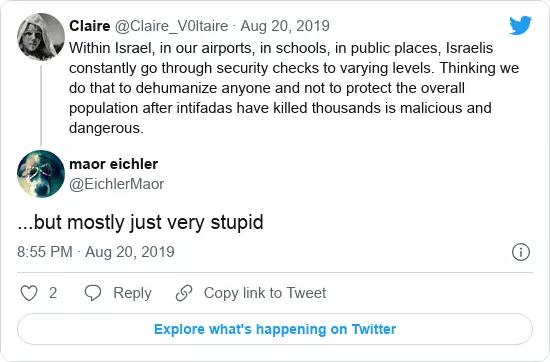 Claire @Claire_V0ltaire · Aug 20, 2019
Within Israel, in our airports, in schools, in public places, Israelis
constantly go through security checks to varying levels. Thinking we
do that to dehumanize anyone and not to protect the overall
population after intifadas have killed thousands is malicious and
dangerous.
maor eichler
@EichlerMaor
...but mostly just very stupid
8:55 PM · Aug 20, 2019
2 Reply Copy link to Tweet
Explore what's happening on Twitter